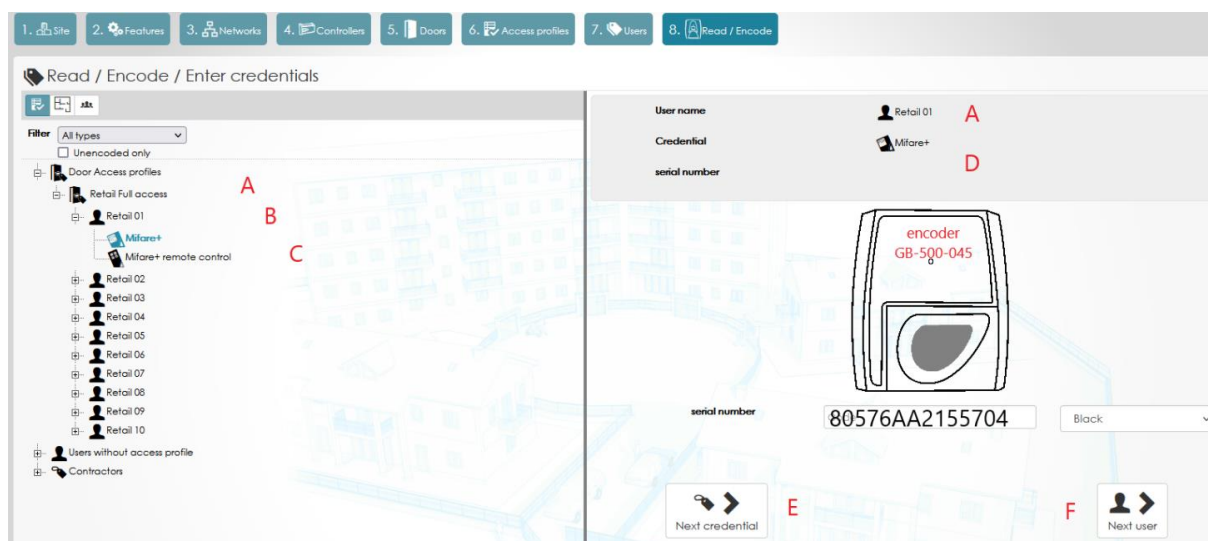 1. Site 2. Features 3. Networks 4. Controllers 5. Doors 6. Access profiles 7. Users 8. Read / Encode
Read / Encode / Enter credentials
Filter All types
Unencoded only
Door Access profiles
Retail Full access A
Retail 01 B
Mifare+
Mifare+ remote control C
Retail 02
Retail 03
Retail 04
Retail 05
Retail 06
Retail 07
Retail 08
Retail 09
Retail 10
Users without access profile
Contractors
User name Retail 01 A
Credential Mifare+
D
serial number
encoder
GB-500-045
serial number 80576AA2155704 Black
Next credential E
F Next user